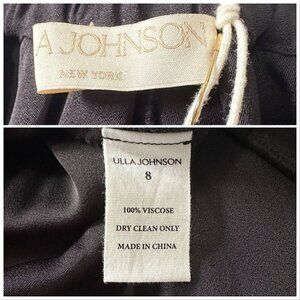 A JOHNSON
NEW YORK
ULLA JOHNSON
8
100% VISCOSE
DRY CLEAN ONLY
MADE IN CHINA